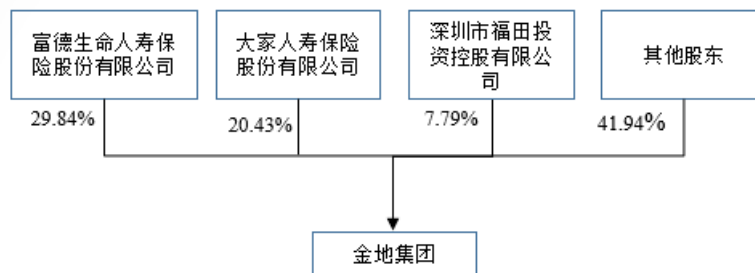 富德生命人寿保
险股份有限公司
大家人寿保险
股份有限公司
深圳市福田投
资控股有限公
司
其他股东
29.84%
20.43%
7.79%
41.94%
金地集团